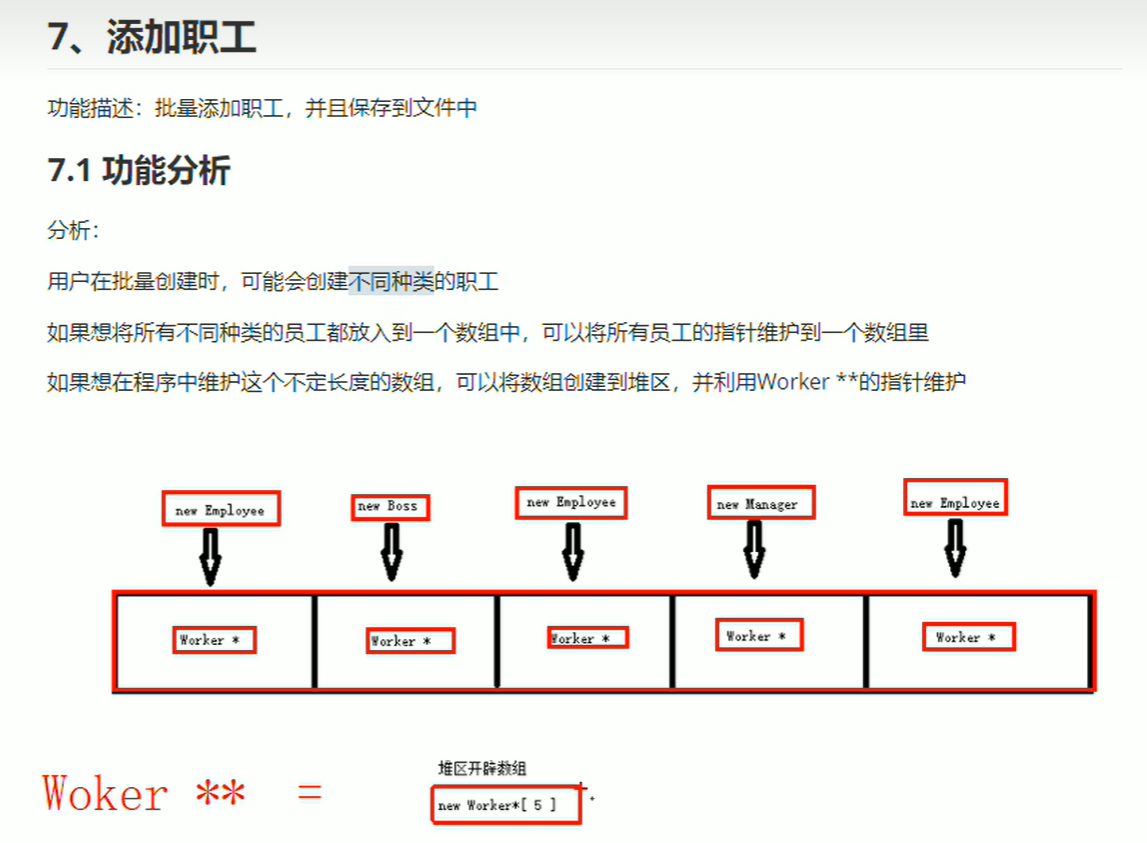 7、添加职工
功能描述：批量添加职工，并且保存到文件中
7.1 功能分析
分析：
用户在批量创建时，可能会创建不同种类的职工
如果想将所有不同种类的员工都放入到一个数组中，可以将所有员工的指针维护到一个数组里
如果想在程序中维护这个不定长度的数组，可以将数组创建到堆区，并利用Worker **的指针维护
new Employee
new Boss
new Employee
new Manager
new Employee
Worker *
Worker *
Worker *
Worker *
Worker *
堆区开辟数组
Woker ** =
new Worker*[ 5 ]